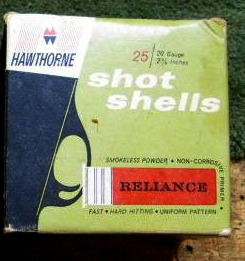 HAWTHORNE
25 / 20 Gauge
2¾ Inches
shot
shells
SMOKELESS POWDER • NON-CORROSIVE PRIMER •
RELIANCE
FAST • HARD HITTING • UNIFORM PATTERN